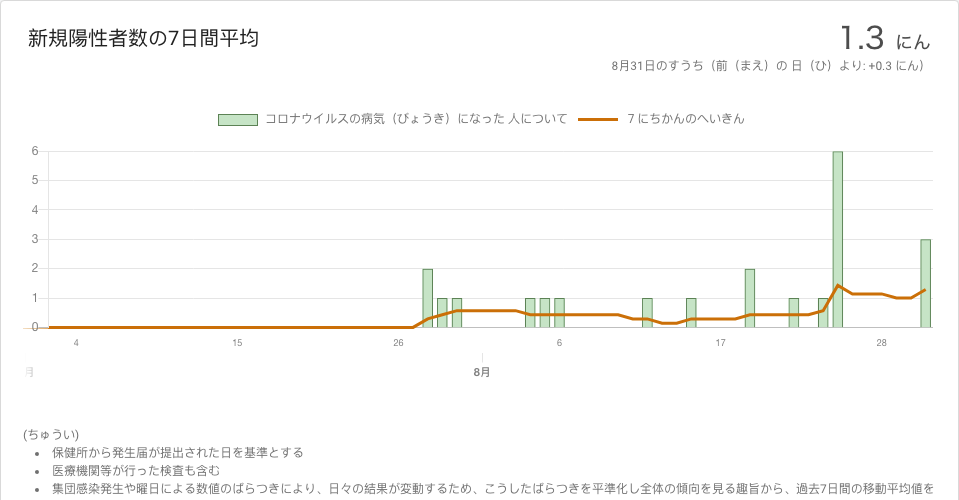 新規陽性者数の7日間平均
1.3 にん
8月31日のすうち（前（まえ）の 日（ひ）より: +0.3 にん）
コロナウイルスの病気（びょうき）になった 人について
7 にちかんのへいきん
6
5
4
3
2
1
0
4 15 26 6 17 28
月 8月
(ちゅうい)
• 保健所から発生届が提出された日を基準とする
• 医療機関等が行った検査も含む
• 集団感染発生や曜日による数値のばらつきにより、日々の結果が変動するため、こうしたばらつきを平準化し全体の傾向を見る趣旨から、過去7日間の移動平均値を